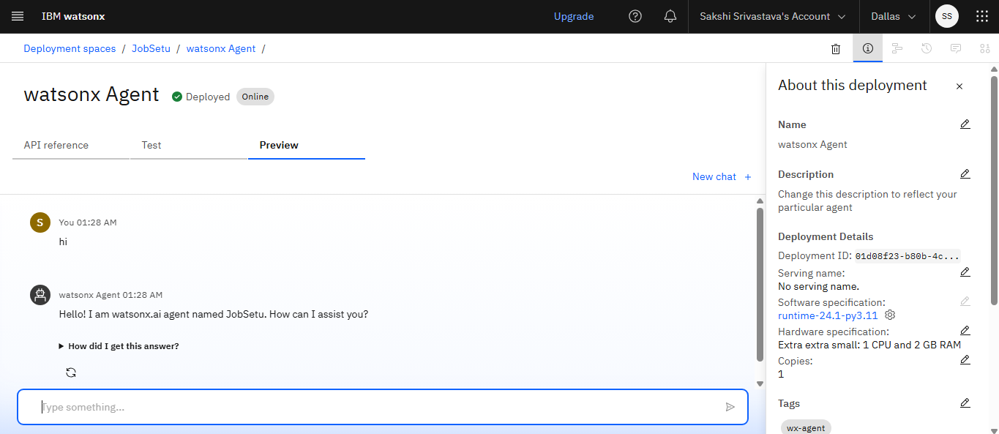 IBM watsonx
Upgrade
Sakshi Srivastava's Account
Dallas
SS
Deployment spaces / JobSetu / watsonx Agent /
watsonx Agent
Deployed
Online
API reference
Test
Preview
New chat +
S
You 01:28 AM
hi
watsonx Agent 01:28 AM
Hello! I am watsonx.ai agent named JobSetu. How can I assist you?
How did I get this answer?
Type something...
About this deployment
Name
watsonx Agent
Description
Change this description to reflect your
particular agent
Deployment Details
Deployment ID: 01d08f23-b80b-4c...
Serving name:
No serving name.
Software specification:
runtime-24.1-py3.11
Hardware specification:
Extra extra small: 1 CPU and 2 GB RAM
Copies:
1
Tags
wx-agent